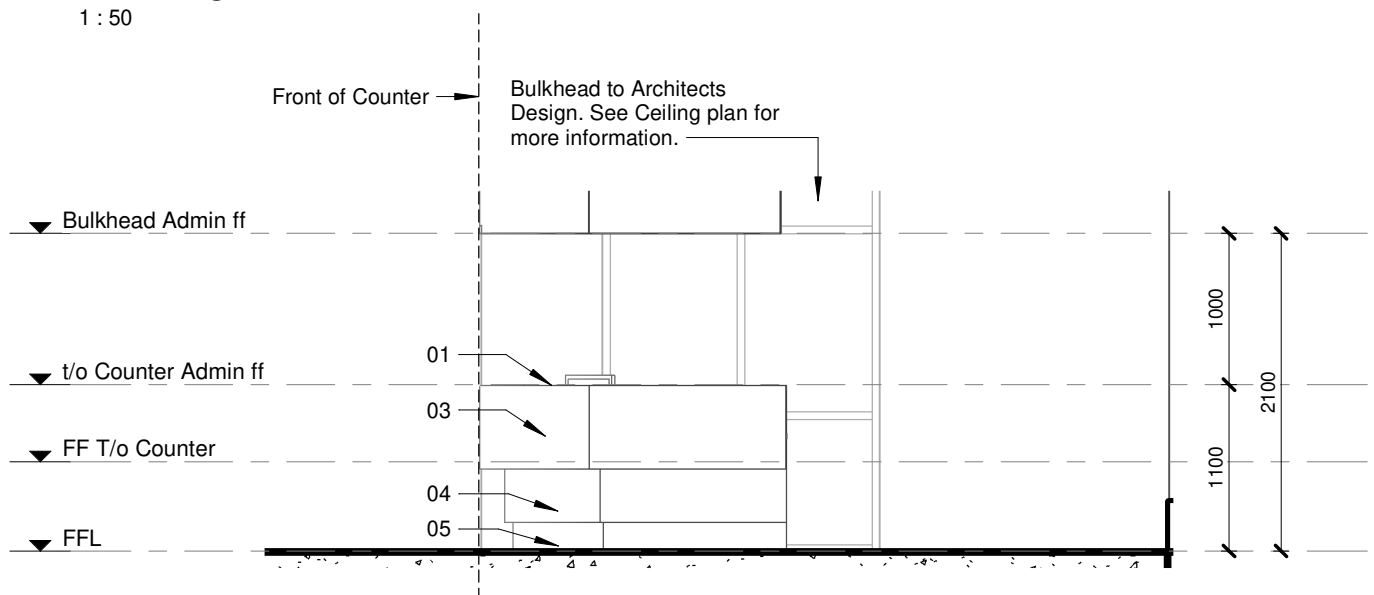 1 : 50
Front of Counter
Bulkhead to Architects
Design. See Ceiling plan for
more information.
Bulkhead Admin ff
1000
t/o Counter Admin ff
01
2100
03
FF T/o Counter
1100
04
05
FFL